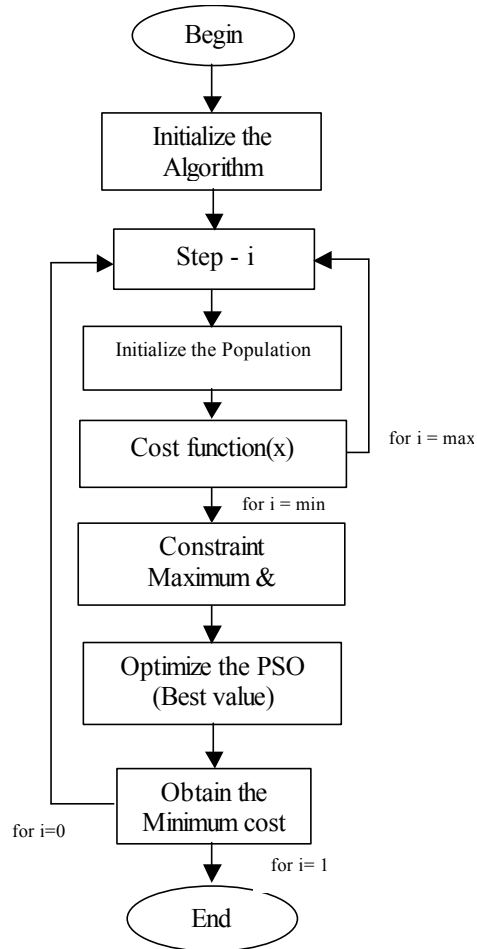 Begin
Initialize the
Algorithm
Step - i
Initialize the Population
Cost function(x)
for i = max
for i = min
Constraint
Maximum &
Optimize the PSO
(Best value)
Obtain the
Minimum cost
for i=0
for i= 1
End